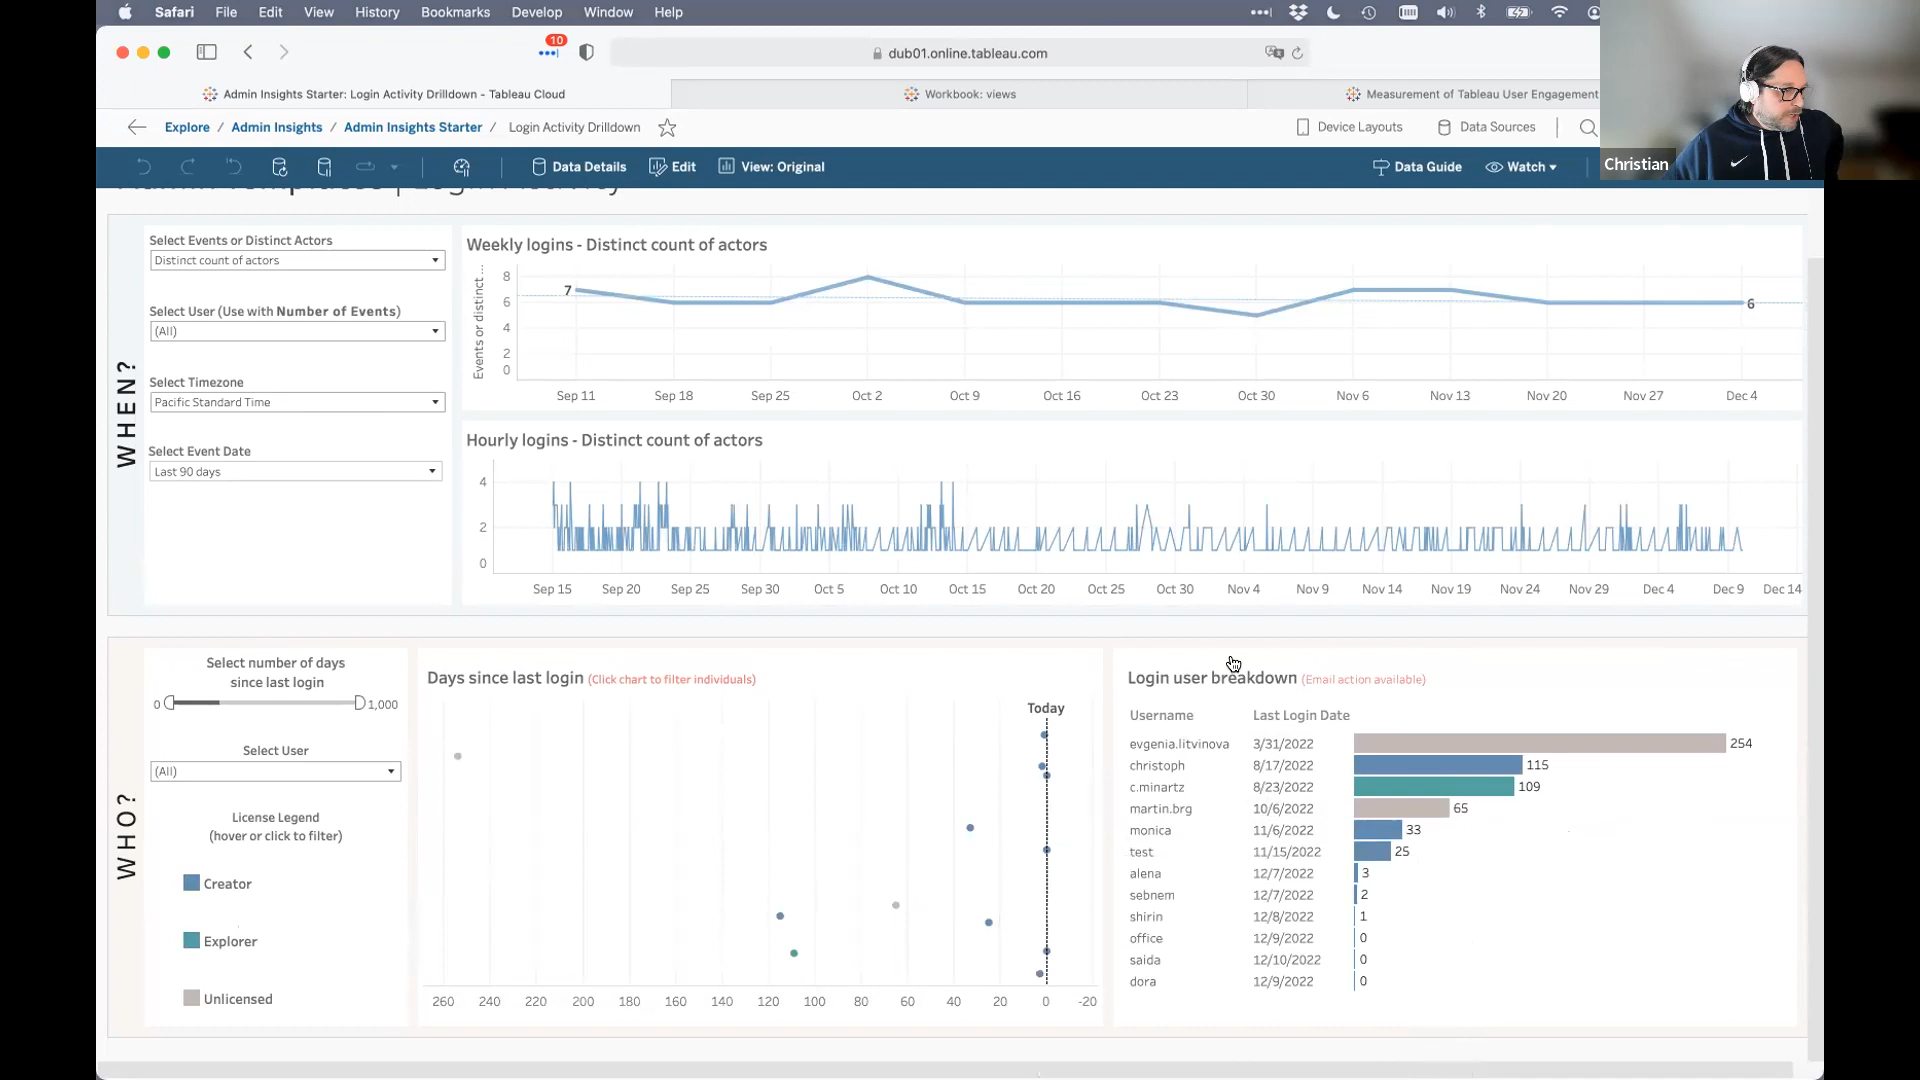 Safari File Edit View History Bookmarks Develop Window Help
10
dub01.online.tableau.com
Admin Insights Starter: Login Activity Drilldown - Tableau Cloud
Workbook: views
Measurement of Tableau User Engagement
Explore / Admin Insights / Admin Insights Starter / Login Activity Drilldown
Device Layouts
Data Sources
Christian
Data Details
Edit
View: Original
Data Guide
Watch
Admin Templates | Login Activity
WHEN?
Select Events or Distinct Actors
Distinct count of actors
Select User (Use with Number of Events)
(All)
Select Timezone
Pacific Standard Time
Select Event Date
Last 90 days
Weekly logins - Distinct count of actors
Events or distinct ...
8
6
4
2
0
7
6
Sep 11 Sep 18 Sep 25 Oct 2 Oct 9 Oct 16 Oct 23 Oct 30 Nov 6 Nov 13 Nov 20 Nov 27 Dec 4
Hourly logins - Distinct count of actors
4
2
0
Sep 15 Sep 20 Sep 25 Sep 30 Oct 5 Oct 10 Oct 15 Oct 20 Oct 25 Oct 30 Nov 4 Nov 9 Nov 14 Nov 19 Nov 24 Nov 29 Dec 4 Dec 9 Dec 14
WHO?
Select number of days
since last login
0 1,000
Select User
(All)
License Legend
(hover or click to filter)
Creator
Explorer
Unlicensed
Days since last login (Click chart to filter individuals)
Today
260 240 220 200 180 160 140 120 100 80 60 40 20 0 -20
Login user breakdown (Email action available)
Username Last Login Date
evgenia.litvinova 3/31/2022 254
christoph 8/17/2022 115
c.minartz 8/23/2022 109
martin.brg 10/6/2022 65
monica 11/6/2022 33
test 11/15/2022 25
alena 12/7/2022 3
sebnem 12/7/2022 2
shirin 12/8/2022 1
office 12/9/2022 0
saida 12/10/2022 0
dora 12/9/2022 0